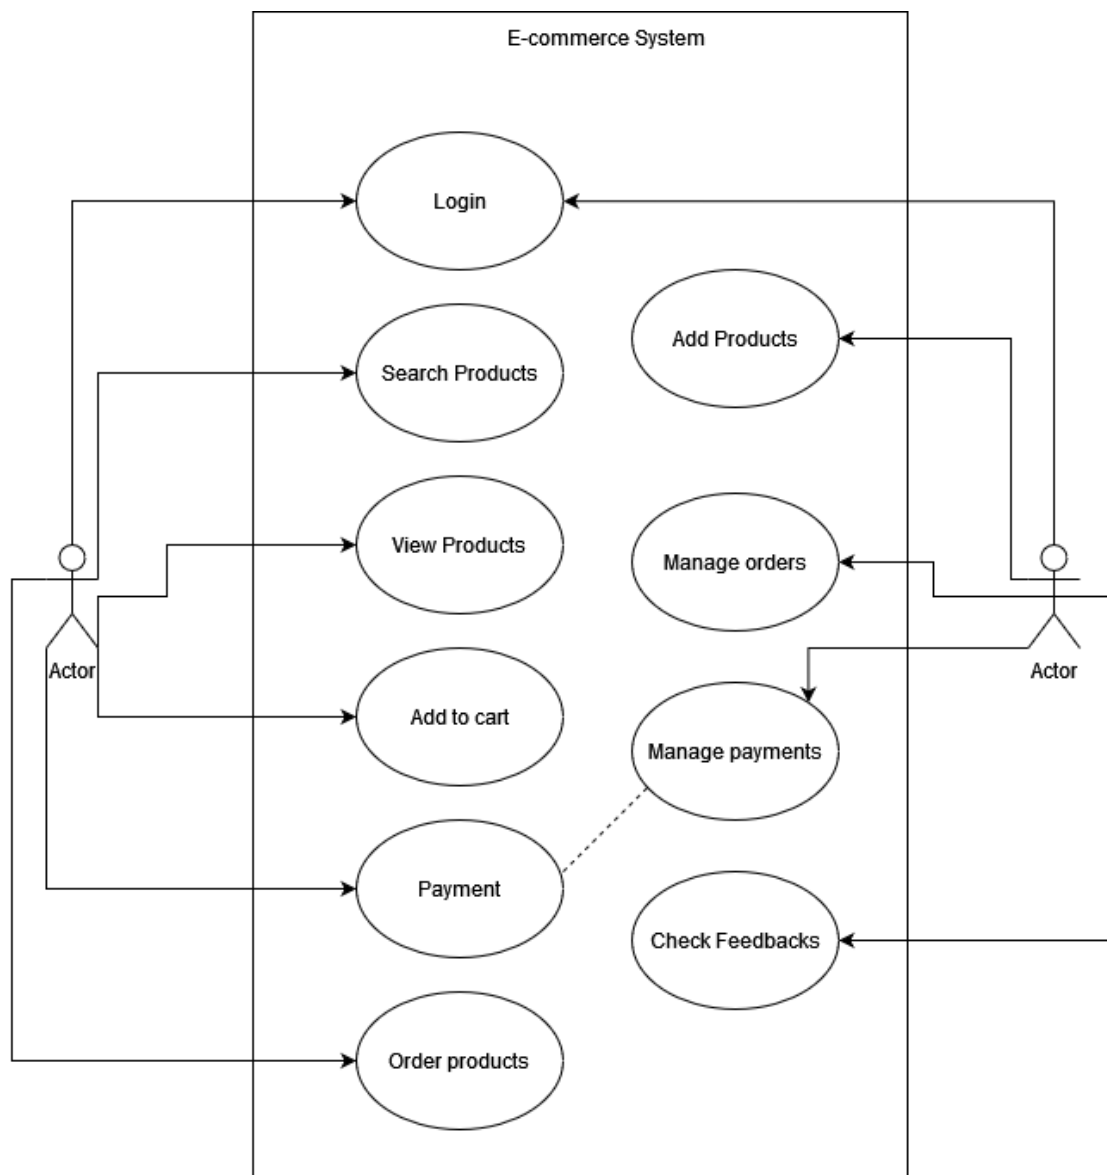 E-commerce System
Login
Add Products
Search Products
View Products
Manage orders
Actor
Actor
Add to cart
Manage payments
Payment
Check Feedbacks
Order products